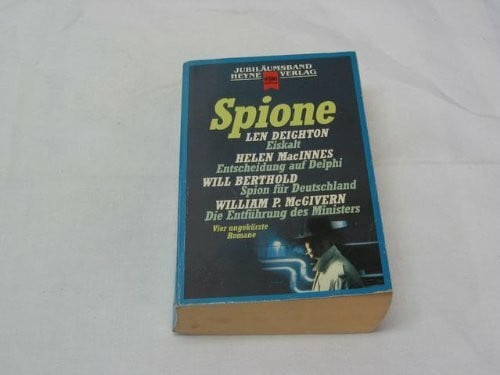 JUBILÄUMSBAND
HEYNE VERLAG
Spione
LEN DEIGHTON
Eiskalt
HELEN MacINNES
Entscheidung auf Delphi
WILL BERTHOLD
Spion für Deutschland
WILLIAM P. McGIVERN
Die Entführung des Ministers
Vier ungekürzte
Romane